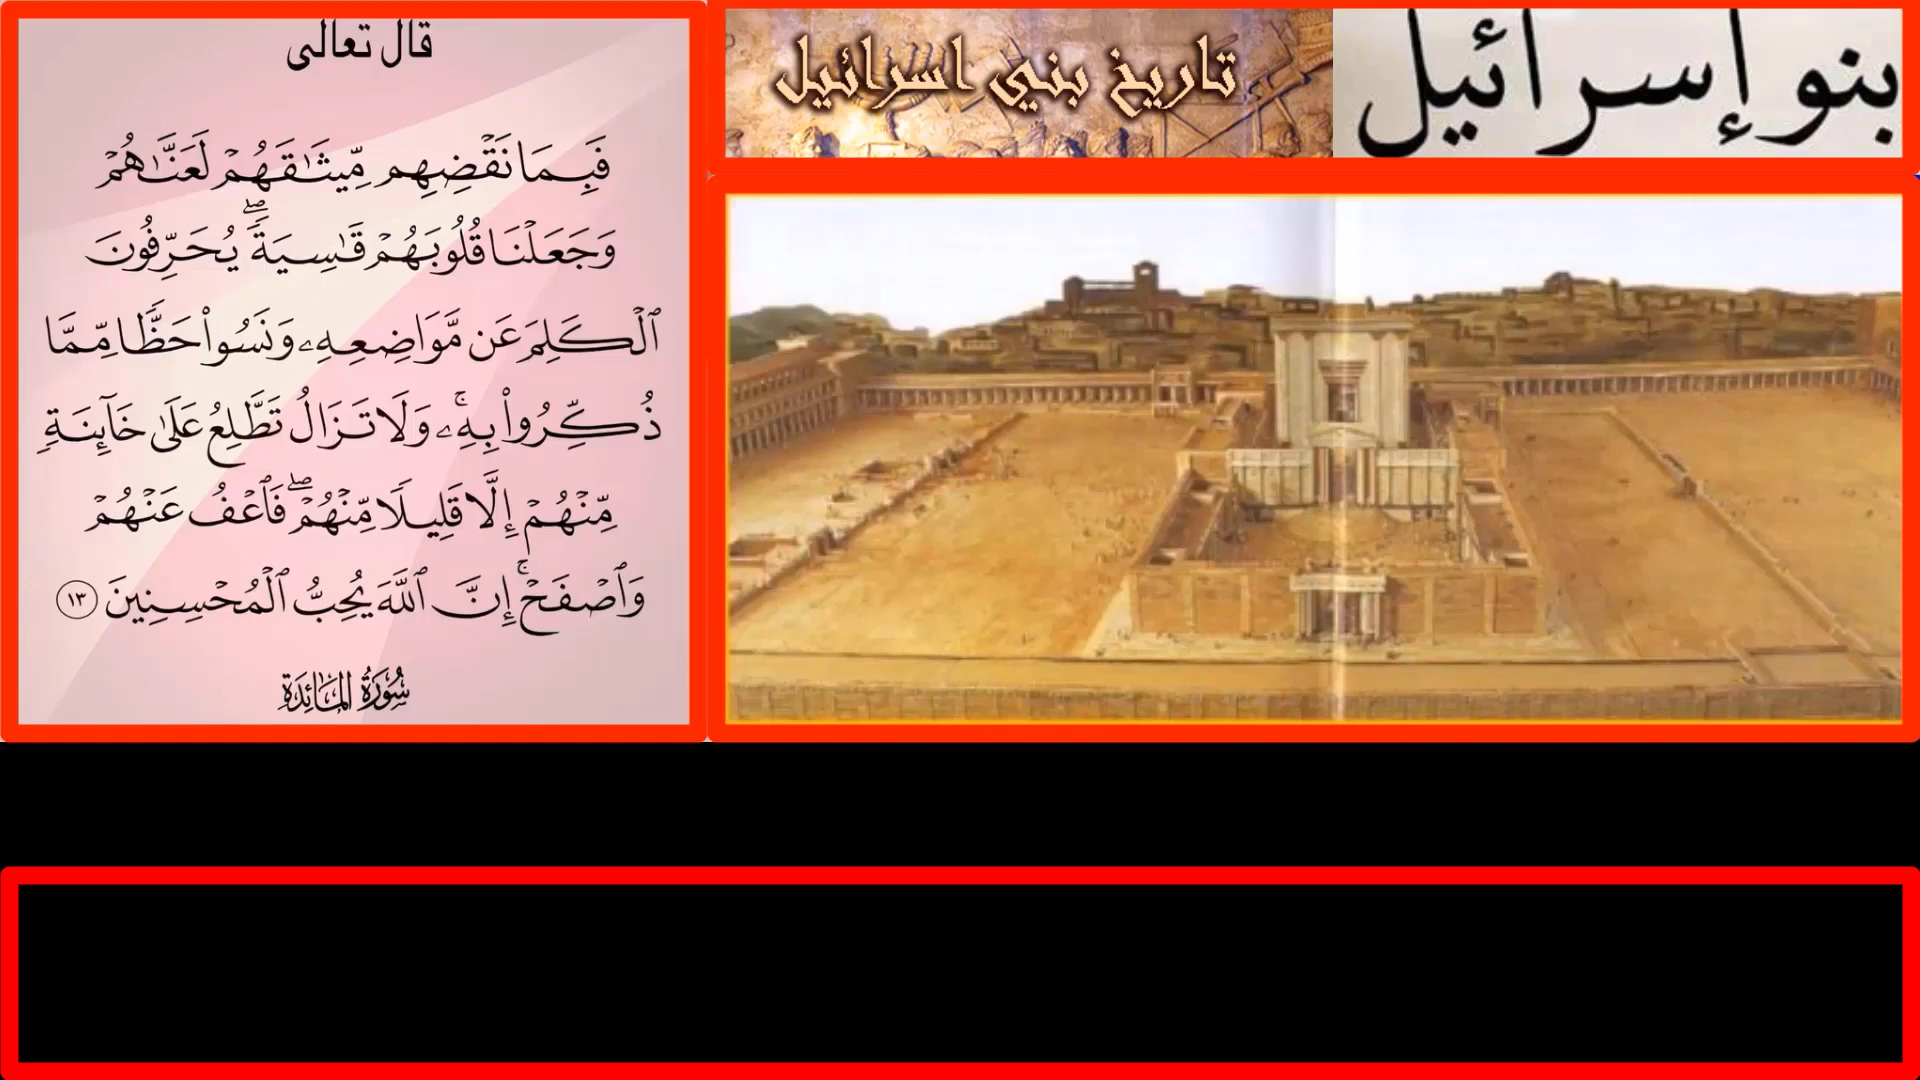 قال تعالى
فَبِمَا نَقْضِهِم مِّيثَٰقَهُمْ لَعَنَّٰهُمْ
وَجَعَلْنَا قُلُوبَهُمْ قَٰسِيَةً ۖ يُحَرِّفُونَ
ٱلْكَلِمَ عَن مَّوَاضِعِهِۦ وَنَسُوا۟ حَظًّا مِّمَّا
ذُكِّرُوا۟ بِهِۦ ۚ وَلَا تَزَالُ تَطَّلِعُ عَلَىٰ خَآئِنَةٍ
مِّنْهُمْ إِلَّا قَلِيلًا مِّنْهُمْ ۖ فَٱعْفُ عَنْهُمْ
وَٱصْفَحْ ۚ إِنَّ ٱللَّهَ يُحِبُّ ٱلْمُحْسِنِينَ ١٣
سُورَةُ المَائِدَةِ
تاريخ بني اسرائيل
بنو إسرائيل